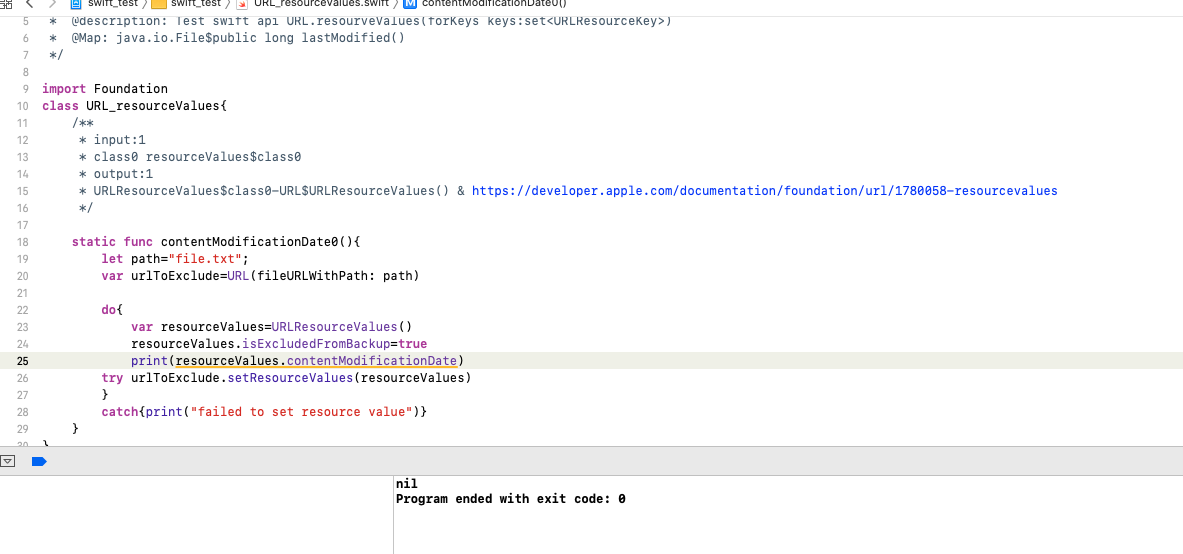 swift_test 〉 swift_test 〉 URL_resourceValues.swift 〉 M contentModificationDate0()
5 * @description: Test swift api URL.resourveValues(forKeys keys:set<URLResourceKey>)
6 * @Map: java.io.File$public long lastModified()
7 */
8
9 import Foundation
10 class URL_resourceValues{
11 /**
12 * input:1
13 * class0 resourceValues$class0
14 * output:1
15 * URLResourceValues$class0-URL$URLResourceValues() & https://developer.apple.com/documentation/foundation/url/1780058-resourcevalues
16 */
17
18 static func contentModificationDate0(){
19 let path="file.txt";
20 var urlToExclude=URL(fileURLWithPath: path)
21
22 do{
23 var resourceValues=URLResourceValues()
24 resourceValues.isExcludedFromBackup=true
25 print(resourceValues.contentModificationDate)
26 try urlToExclude.setResourceValues(resourceValues)
27 }
28 catch{print("failed to set resource value")}
29 }
30 }
nil
Program ended with exit code: 0